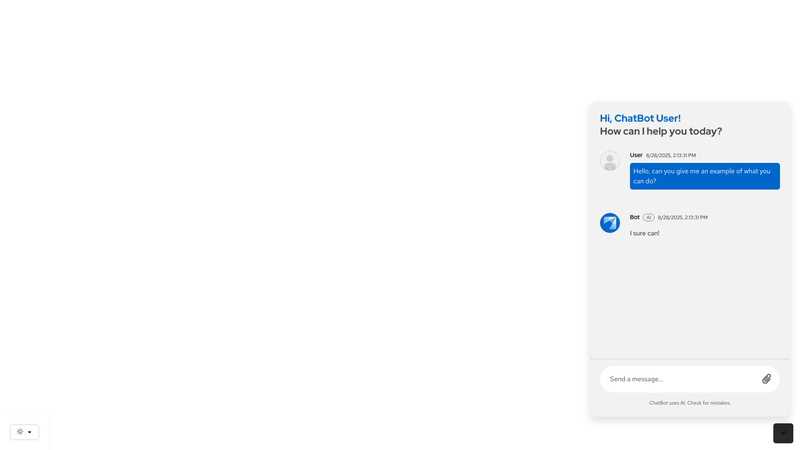 Hi, ChatBot User!
How can I help you today?
User 8/28/2025, 2:13:31 PM
Hello, can you give me an example of what you
can do?
Bot AI 8/28/2025, 2:13:31 PM
I sure can!
Send a message...
ChatBot uses AI. Check for mistakes.